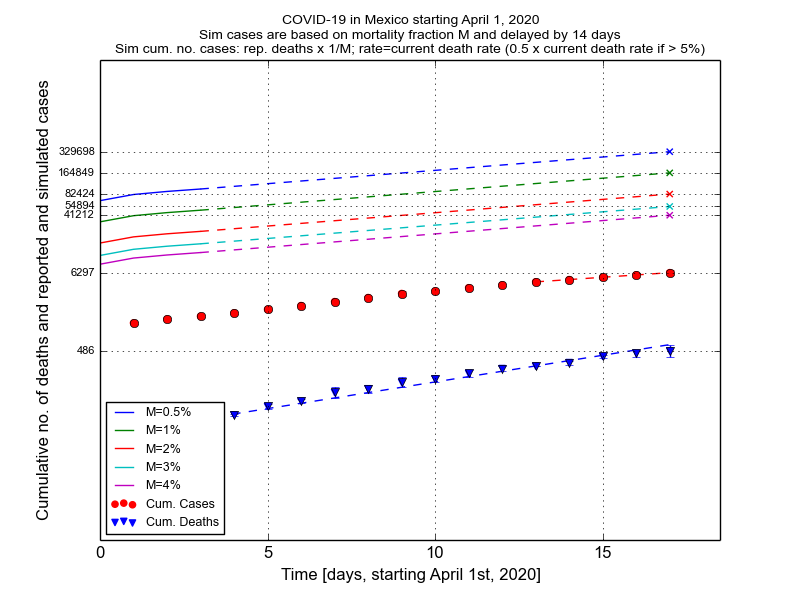 COVID-19 in Mexico starting April 1, 2020
Sim cases are based on mortality fraction M and delayed by 14 days
Sim cum. no. cases: rep. deaths x 1/M; rate=current death rate (0.5 x current death rate if > 5%)
Cumulative no. of deaths and reported and simulated cases
329698
164849
82424
54894
41212
6297
486
M=0.5%
M=1%
M=2%
M=3%
M=4%
Cum. Cases
Cum. Deaths
0
5
10
15
Time [days, starting April 1st, 2020]